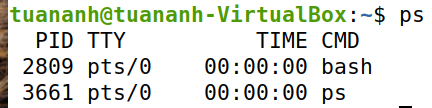 tuananh@tuananh-VirtualBox:~$ ps
PID TTY TIME CMD
2809 pts/0 00:00:00 bash
3661 pts/0 00:00:00 ps